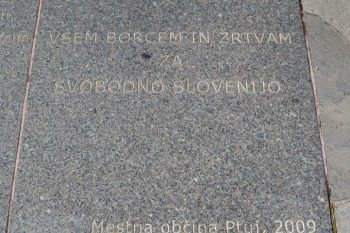 VSEM BORCEM IN ŽRTVAM
ZA
SVOBODNO SLOVENIJO
Mestna občina Ptuj, 2009